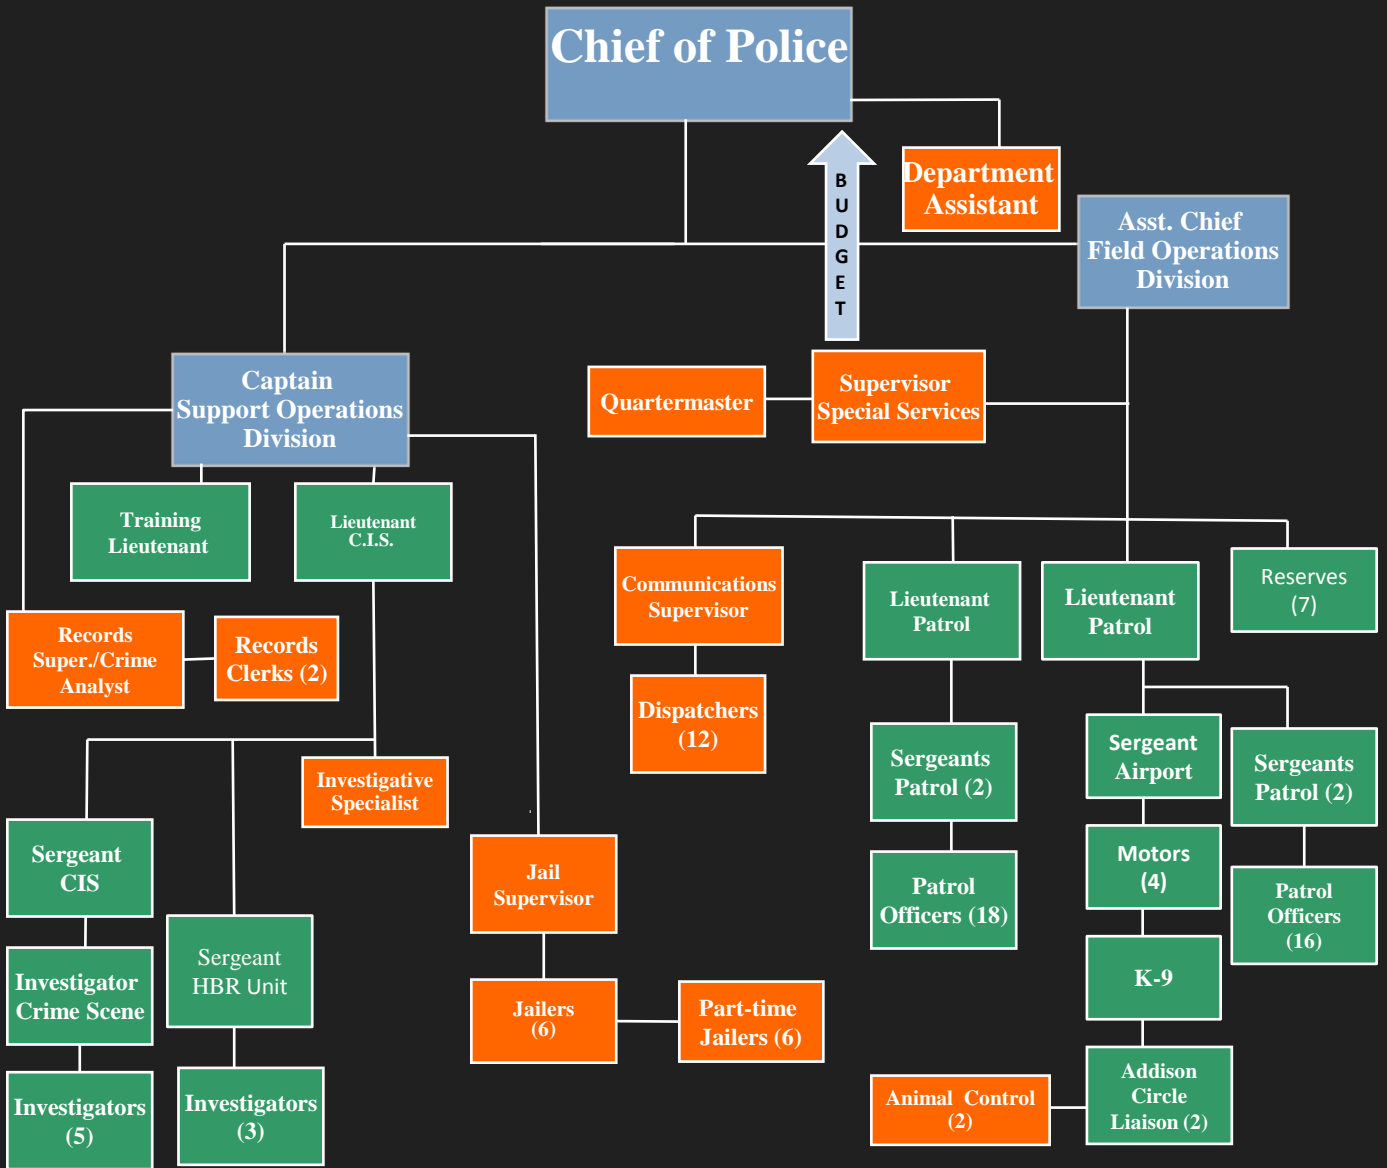 Chief of Police
Department
Assistant
B
U
D
G
E
T
Asst. Chief
Field Operations
Division
Captain
Support Operations
Division
Quartermaster
Supervisor
Special Services
Training
Lieutenant
Lieutenant
C.I.S.
Communications
Supervisor
Lieutenant
Patrol
Lieutenant
Patrol
Reserves
(7)
Records
Super./Crime
Analyst
Records
Clerks (2)
Dispatchers
(12)
Sergeants
Patrol (2)
Sergeant
Airport
Sergeants
Patrol (2)
Investigative
Specialist
Sergeant
CIS
Jail
Supervisor
Motors
(4)
Patrol
Officers (18)
Patrol
Officers
(16)
Investigator
Crime Scene
Sergeant
HBR Unit
K-9
Jailers
(6)
Part-time
Jailers (6)
Investigators
(5)
Investigators
(3)
Animal Control
(2)
Addison
Circle
Liaison (2)